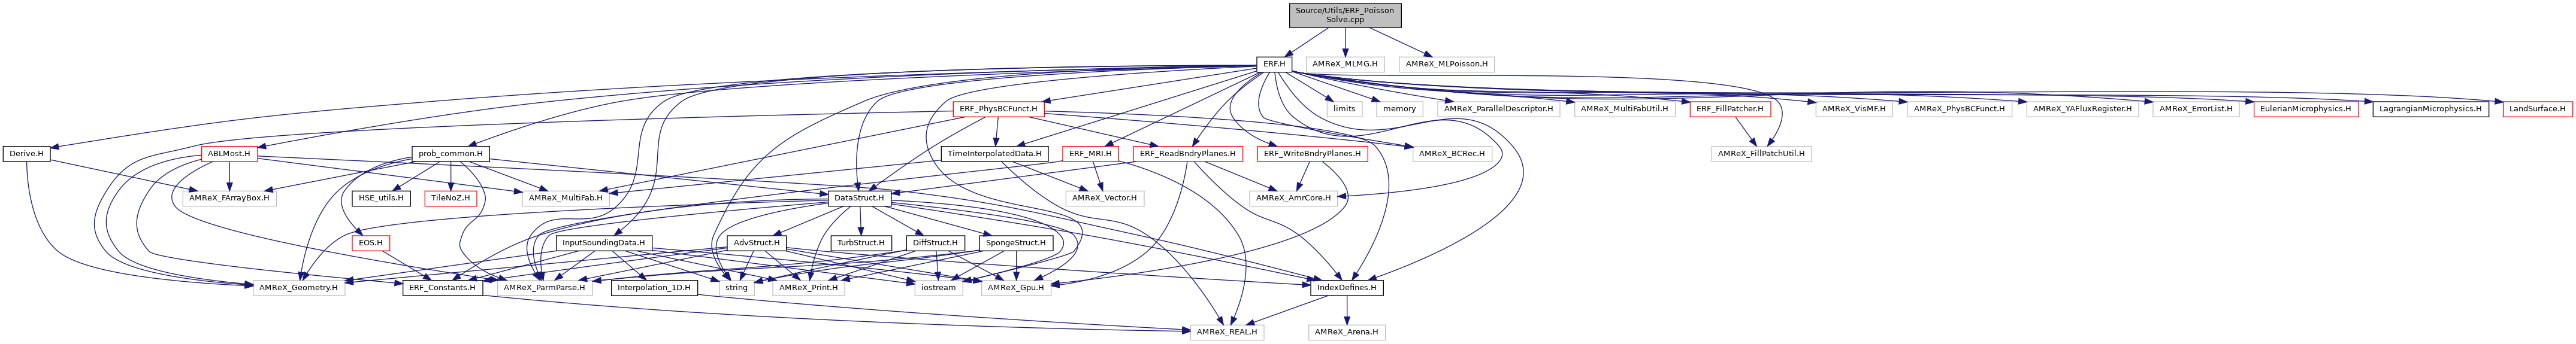 Source/Utils/ERF_Poisson
Solve.cpp
ERF.H
AMReX_MLMG.H
AMReX_MLPoisson.H
ERF_PhysBCFunct.H
limits
memory
AMReX_ParallelDescriptor.H
AMReX_MultiFabUtil.H
ERF_FillPatcher.H
AMReX_VisMF.H
AMReX_PhysBCFunct.H
AMReX_YAFluxRegister.H
AMReX_ErrorList.H
EulerianMicrophysics.H
LagrangianMicrophysics.H
LandSurface.H
Derive.H
ABLMost.H
prob_common.H
TimeInterpolatedData.H
ERF_MRI.H
ERF_ReadBndryPlanes.H
ERF_WriteBndryPlanes.H
AMReX_BCRec.H
AMReX_FillPatchUtil.H
AMReX_FArrayBox.H
HSE_utils.H
TileNoZ.H
AMReX_MultiFab.H
DataStruct.H
AMReX_Vector.H
AMReX_AmrCore.H
EOS.H
InputSoundingData.H
AdvStruct.H
TurbStruct.H
DiffStruct.H
SpongeStruct.H
AMReX_Geometry.H
ERF_Constants.H
AMReX_ParmParse.H
Interpolation_1D.H
string
AMReX_Print.H
iostream
AMReX_Gpu.H
IndexDefines.H
AMReX_REAL.H
AMReX_Arena.H